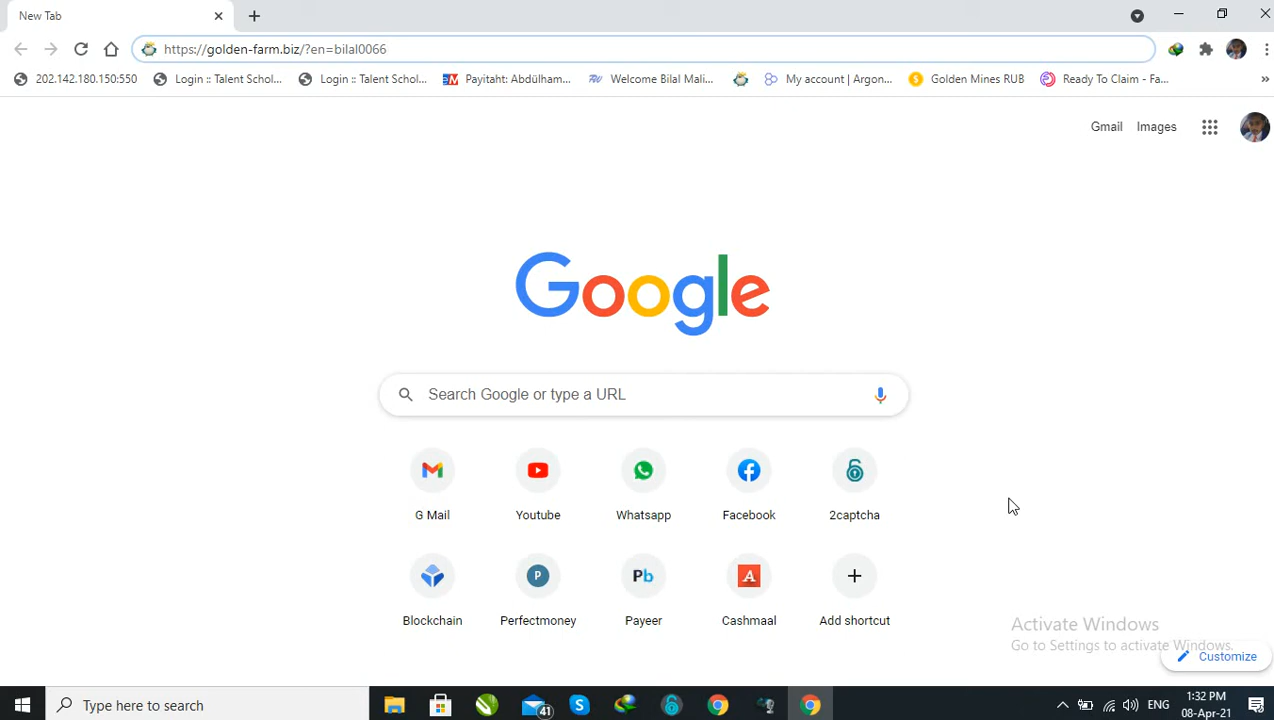 New Tab
https://golden-farm.biz/?en=bilal0066
202.142.180.150:550 Login :: Talent Schol... Login :: Talent Schol... Payitaht: Abdülham... Welcome Bilal Mali... My account | Argon... Golden Mines RUB Ready To Claim - Fa... »
Gmail Images
Google
Search Google or type a URL
G Mail Youtube Whatsapp Facebook 2captcha
P Pb A
Blockchain Perfectmoney Payeer Cashmaal Add shortcut
Activate Windows
Go to Settings to activate Windows.
Customize
Type here to search
41
ENG
1:32 PM
08-Apr-21